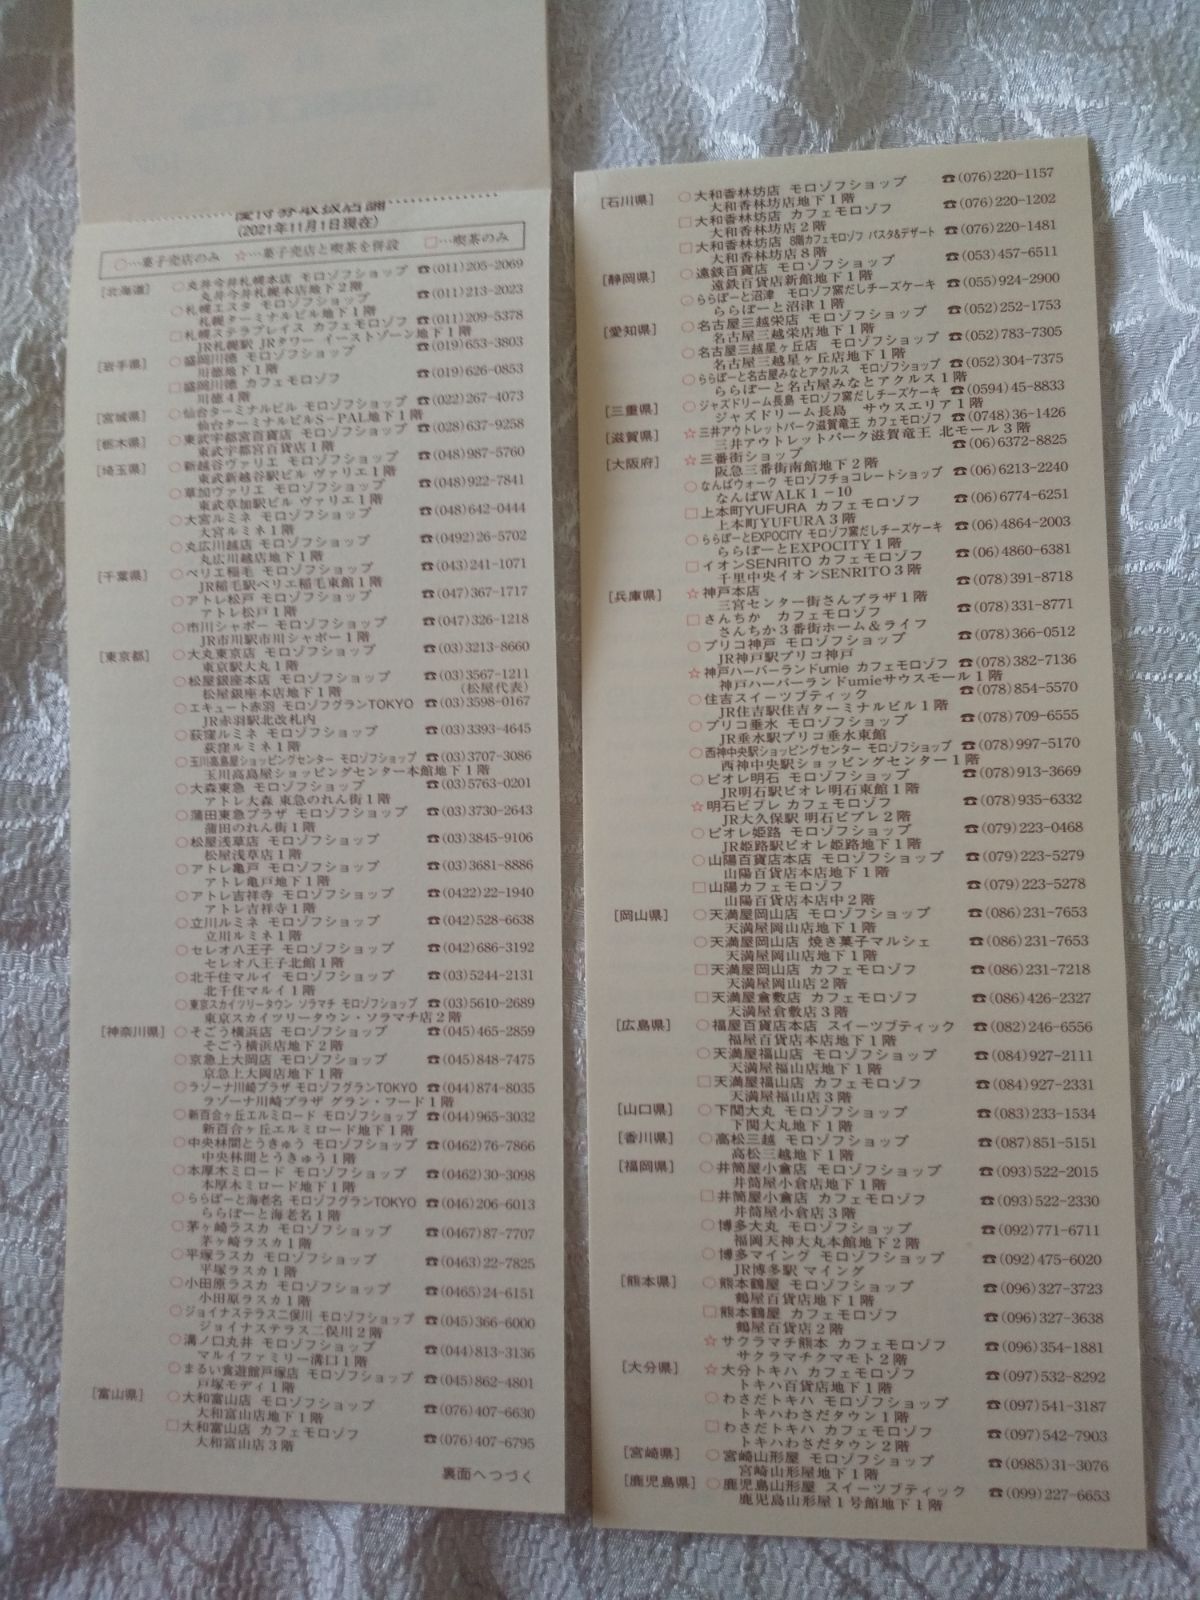 優待券取扱店舗
(2021年11月1日現在)
○…菓子売店のみ ☆…菓子売店と喫茶を併設 □…喫茶のみ
[北海道] ○丸井今井札幌本店 モロゾフショップ ☎(011)205-2069
丸井今井札幌本店地下2階
○札幌エスタ モロゾフショップ ☎(011)213-2023
札幌ターミナルビル地下1階
□札幌ステラプレイス カフェモロゾフ ☎(011)209-5378
JR札幌駅 JRタワー イーストゾーン地下1階
[岩手県] ○盛岡川徳 モロゾフショップ ☎(019)653-3803
川徳地下1階
□盛岡川徳 カフェモロゾフ ☎(019)626-0853
川徳4階
[宮城県] ○仙台ターミナルビル モロゾフショップ ☎(022)267-4073
仙台ターミナルビルS-PAL地下1階
[栃木県] ○東武宇都宮百貨店 モロゾフショップ ☎(028)637-9258
東武宇都宮百貨店1階
[埼玉県] ○新越谷ヴァリエ モロゾフショップ ☎(048)987-5760
東武新越谷駅ビル ヴァリエ1階
○草加ヴァリエ モロゾフショップ ☎(048)922-7841
東武草加駅ビル ヴァリエ1階
○大宮ルミネ モロゾフショップ ☎(048)642-0444
大宮ルミネ1階
○丸広川越店 モロゾフショップ ☎(0492)26-5702
丸広川越店地下1階
[千葉県] ○ペリエ稲毛 モロゾフショップ ☎(043)241-1071
JR稲毛駅ペリエ稲毛東館1階
○アトレ松戸 モロゾフショップ ☎(047)367-1717
アトレ松戸1階
○市川シャポー モロゾフショップ ☎(047)326-1218
JR市川駅市川シャポー1階
[東京都] ○大丸東京店 モロゾフショップ ☎(03)3213-8660
東京駅大丸1階
○松屋銀座本店 モロゾフショップ ☎(03)3567-1211
松屋銀座本店地下1階 (松屋代表)
○エキュート赤羽 モロゾフグランTOKYO ☎(03)3598-0167
JR赤羽駅北改札内
○荻窪ルミネ モロゾフショップ ☎(03)3393-4645
荻窪ルミネ1階
○玉川高島屋ショッピングセンター モロゾフショップ ☎(03)3707-3086
玉川高島屋ショッピングセンター本館地下1階
○大森東急 モロゾフショップ ☎(03)5763-0201
アトレ大森 東急のれん街1階
○蒲田東急プラザ モロゾフショップ ☎(03)3730-2643
蒲田のれん街1階
○松屋浅草店 モロゾフショップ ☎(03)3845-9106
松屋浅草店1階
○アトレ亀戸 モロゾフショップ ☎(03)3681-8886
アトレ亀戸地下1階
○アトレ吉祥寺 モロゾフショップ ☎(0422)22-1940
アトレ吉祥寺1階
○立川ルミネ モロゾフショップ ☎(042)528-6638
立川ルミネ1階
○セレオ八王子 モロゾフショップ ☎(042)686-3192
セレオ八王子北館1階
○北千住マルイ モロゾフショップ ☎(03)5244-2131
北千住マルイ1階
○東京スカイツリータウン ソラマチ モロゾフショップ ☎(03)5610-2689
東京スカイツリータウン・ソラマチ店2階
[神奈川県] ○そごう横浜店 モロゾフショップ ☎(045)465-2859
そごう横浜店地下2階
○京急上大岡店 モロゾフショップ ☎(045)848-7475
京急上大岡店地下1階
○ラゾーナ川崎プラザ モロゾフグランTOKYO ☎(044)874-8035
ラゾーナ川崎プラザ グラン・フード1階
○新百合ヶ丘エルミロード モロゾフショップ ☎(044)965-3032
新百合ヶ丘エルミロード地下1階
○中央林間とうきゅう モロゾフショップ ☎(0462)76-7866
中央林間とうきゅう1階
○本厚木ミロード モロゾフショップ ☎(0462)30-3098
本厚木ミロード地下1階
○ららぽーと海老名 モロゾフグランTOKYO ☎(046)206-6013
ららぽーと海老名1階
○茅ヶ崎ラスカ モロゾフショップ ☎(0467)87-7707
茅ヶ崎ラスカ1階
○平塚ラスカ モロゾフショップ ☎(0463)22-7825
平塚ラスカ1階
○小田原ラスカ モロゾフショップ ☎(0465)24-6151
小田原ラスカ1階
○ジョイナステラス二俣川 モロゾフショップ ☎(045)366-6000
ジョイナステラス二俣川2階
○溝ノ口丸井 モロゾフショップ ☎(044)813-3136
マルイファミリー溝口1階
○まるい食遊館戸塚店 モロゾフショップ ☎(045)862-4801
戸塚モディ1階
[富山県] ○大和富山店 モロゾフショップ ☎(076)407-6630
大和富山店地下1階
□大和富山店 カフェモロゾフ ☎(076)407-6795
大和富山店3階
裏面へつづく
[石川県] ○大和香林坊店 モロゾフショップ ☎(076)220-1157
大和香林坊店地下1階
□大和香林坊店 カフェモロゾフ ☎(076)220-1202
大和香林坊店2階
□大和香林坊店 8階カフェモロゾフ パスタ&デザート ☎(076)220-1481
大和香林坊店8階
[静岡県] ○遠鉄百貨店 モロゾフショップ ☎(053)457-6511
遠鉄百貨店新館地下1階
○ららぽーと沼津 モロゾフ窯だしチーズケーキ ☎(055)924-2900
ららぽーと沼津1階
[愛知県] ○名古屋三越栄店 モロゾフショップ ☎(052)252-1753
名古屋三越栄店地下1階
○名古屋三越星ヶ丘店 モロゾフショップ ☎(052)783-7305
名古屋三越星ヶ丘店地下1階
○ららぽーと名古屋みなとアクルス モロゾフショップ ☎(052)304-7375
ららぽーと名古屋みなとアクルス1階
[三重県] ○ジャズドリーム長島 モロゾフ窯だしチーズケーキ ☎(0594)45-8833
ジャズドリーム長島 サウスエリア1階
[滋賀県] ☆三井アウトレットパーク滋賀竜王 カフェモロゾフ ☎(0748)36-1426
三井アウトレットパーク滋賀竜王 北モール3階
[大阪府] ☆三番街ショップ ☎(06)6372-8825
阪急三番街南館地下2階
○なんばウォーク モロゾフチョコレートショップ ☎(06)6213-2240
なんばWALK1-10
□上本町YUFURA カフェモロゾフ ☎(06)6774-6251
上本町YUFURA3階
○ららぽーとEXPOCITY モロゾフ窯だしチーズケーキ ☎(06)4864-2003
ららぽーとEXPOCITY1階
□イオンSENRITO カフェモロゾフ ☎(06)4860-6381
千里中央イオンSENRITO3階
[兵庫県] ☆神戸本店 ☎(078)391-8718
三宮センター街さんプラザ1階
□さんちか カフェモロゾフ ☎(078)331-8771
さんちか3番街ホーム&ライフ
○プリコ神戸 モロゾフショップ ☎(078)366-0512
JR神戸駅プリコ神戸
☆神戸ハーバーランドumie カフェモロゾフ ☎(078)382-7136
神戸ハーバーランドumieサウスモール1階
○住吉スイーツブティック ☎(078)854-5570
JR住吉駅住吉ターミナルビル1階
○プリコ垂水 モロゾフショップ ☎(078)709-6555
JR垂水駅プリコ垂水東館
○西神中央駅ショッピングセンター モロゾフショップ ☎(078)997-5170
西神中央駅ショッピングセンター1階
○ピオレ明石 モロゾフショップ ☎(078)913-3669
JR明石駅ピオレ明石東館1階
☆明石ビブレ カフェモロゾフ ☎(078)935-6332
JR大久保駅 明石ビブレ2階
○ピオレ姫路 モロゾフショップ ☎(079)223-0468
JR姫路駅ピオレ姫路地下1階
○山陽百貨店本店 モロゾフショップ ☎(079)223-5279
山陽百貨店本店地下1階
□山陽カフェモロゾフ ☎(079)223-5278
山陽百貨店本店中2階
[岡山県] ○天満屋岡山店 モロゾフショップ ☎(086)231-7653
天満屋岡山店地下1階
○天満屋岡山店 焼き菓子マルシェ ☎(086)231-7653
天満屋岡山店地下1階
□天満屋岡山店 カフェモロゾフ ☎(086)231-7218
天満屋岡山店2階
□天満屋倉敷店 カフェモロゾフ ☎(086)426-2327
天満屋倉敷店3階
[広島県] ○福屋百貨店本店 スイーツブティック ☎(082)246-6556
福屋百貨店本店地下1階
○天満屋福山店 モロゾフショップ ☎(084)927-2111
天満屋福山店地下1階
□天満屋福山店 カフェモロゾフ ☎(084)927-2331
天満屋福山店3階
[山口県] ○下関大丸 モロゾフショップ ☎(083)233-1534
下関大丸地下1階
[香川県] ○高松三越 モロゾフショップ ☎(087)851-5151
高松三越地下1階
[福岡県] ○井筒屋小倉店 モロゾフショップ ☎(093)522-2015
井筒屋小倉店地下1階
□井筒屋小倉店 カフェモロゾフ ☎(093)522-2330
井筒屋小倉店3階
○博多大丸 モロゾフショップ ☎(092)771-6711
福岡天神大丸本館地下2階
○博多マイング モロゾフショップ ☎(092)475-6020
JR博多駅 マイング
[熊本県] ○熊本鶴屋 モロゾフショップ ☎(096)327-3723
鶴屋百貨店地下1階
□熊本鶴屋 カフェモロゾフ ☎(096)327-3638
鶴屋百貨店2階
☆サクラマチ熊本 カフェモロゾフ ☎(096)354-1881
サクラマチクマモト2階
[大分県] ☆大分トキハ カフェモロゾフ ☎(097)532-8292
トキハ百貨店地下1階
○わさだトキハ モロゾフショップ ☎(097)541-3187
トキハわさだタウン1階
□わさだトキハ カフェモロゾフ ☎(097)542-7903
トキハわさだタウン2階
[宮崎県] ○宮崎山形屋 モロゾフショップ ☎(0985)31-3076
宮崎山形屋地下1階
[鹿児島県] ○鹿児島山形屋 スイーツブティック ☎(099)227-6653
鹿児島山形屋1号館地下1階